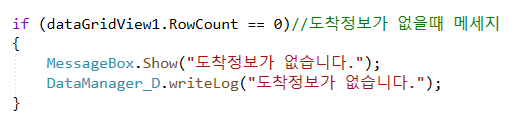 if (dataGridView1.RowCount == 0)//도착정보가 없을때 메세지
{
MessageBox.Show("도착정보가 없습니다.");
DataManager_D.writeLog("도착정보가 없습니다.");
}